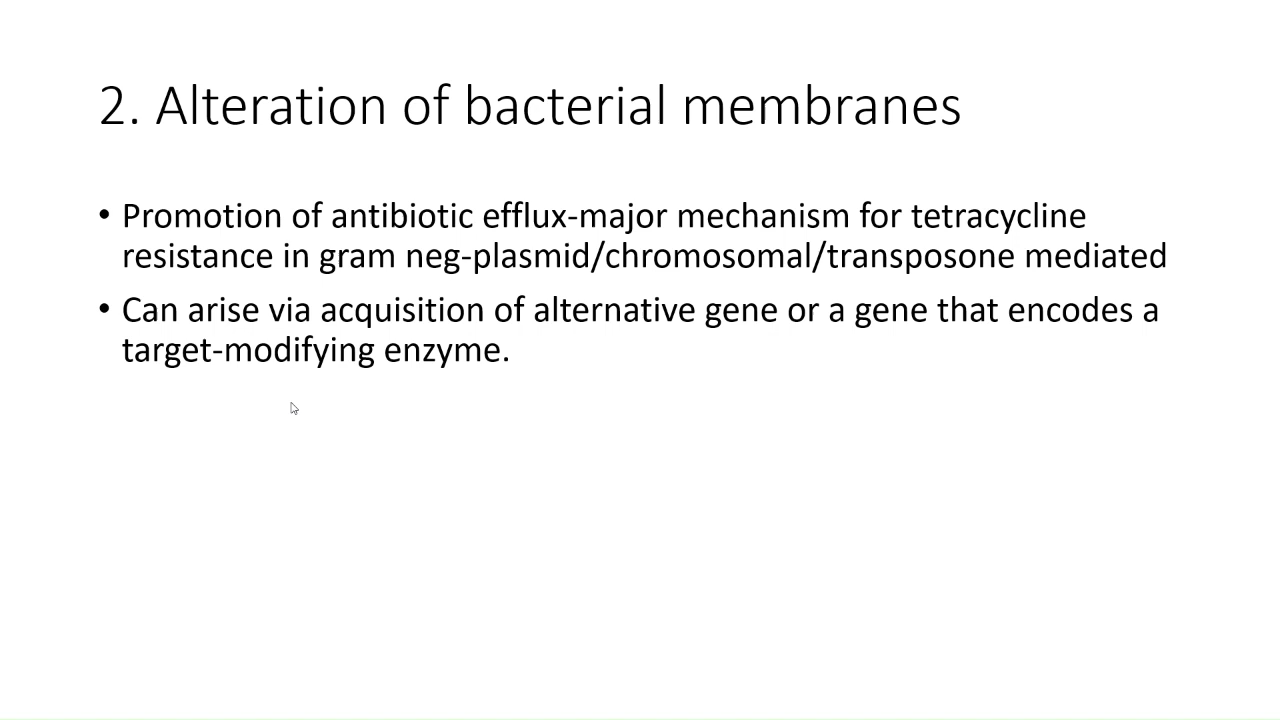 2. Alteration of bacterial membranes
• Promotion of antibiotic efflux-major mechanism for tetracycline
resistance in gram neg-plasmid/chromosomal/transposone mediated
• Can arise via acquisition of alternative gene or a gene that encodes a
target-modifying enzyme.